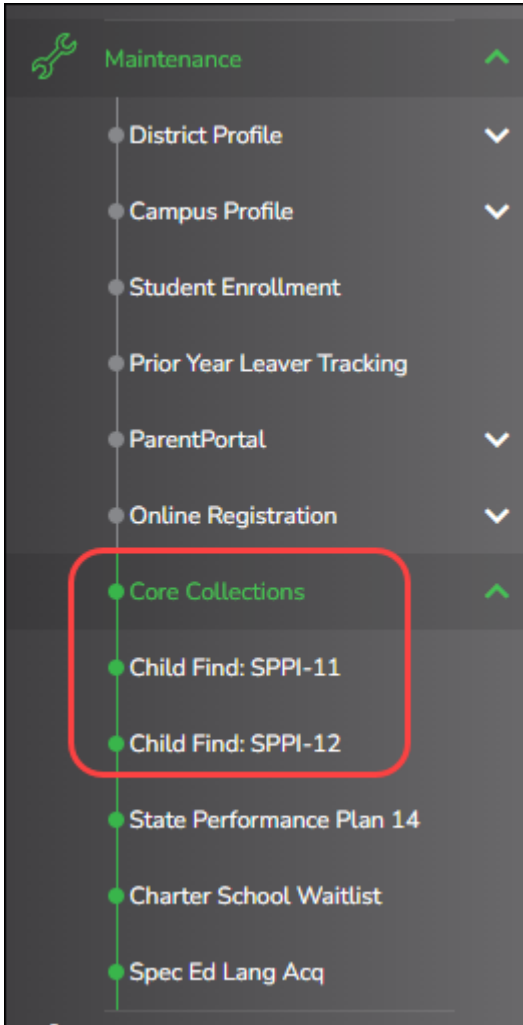 Maintenance
District Profile
Campus Profile
Student Enrollment
Prior Year Leaver Tracking
ParentPortal
Online Registration
Core Collections
Child Find: SPPI-11
Child Find: SPPI-12
State Performance Plan 14
Charter School Waitlist
Spec Ed Lang Acq